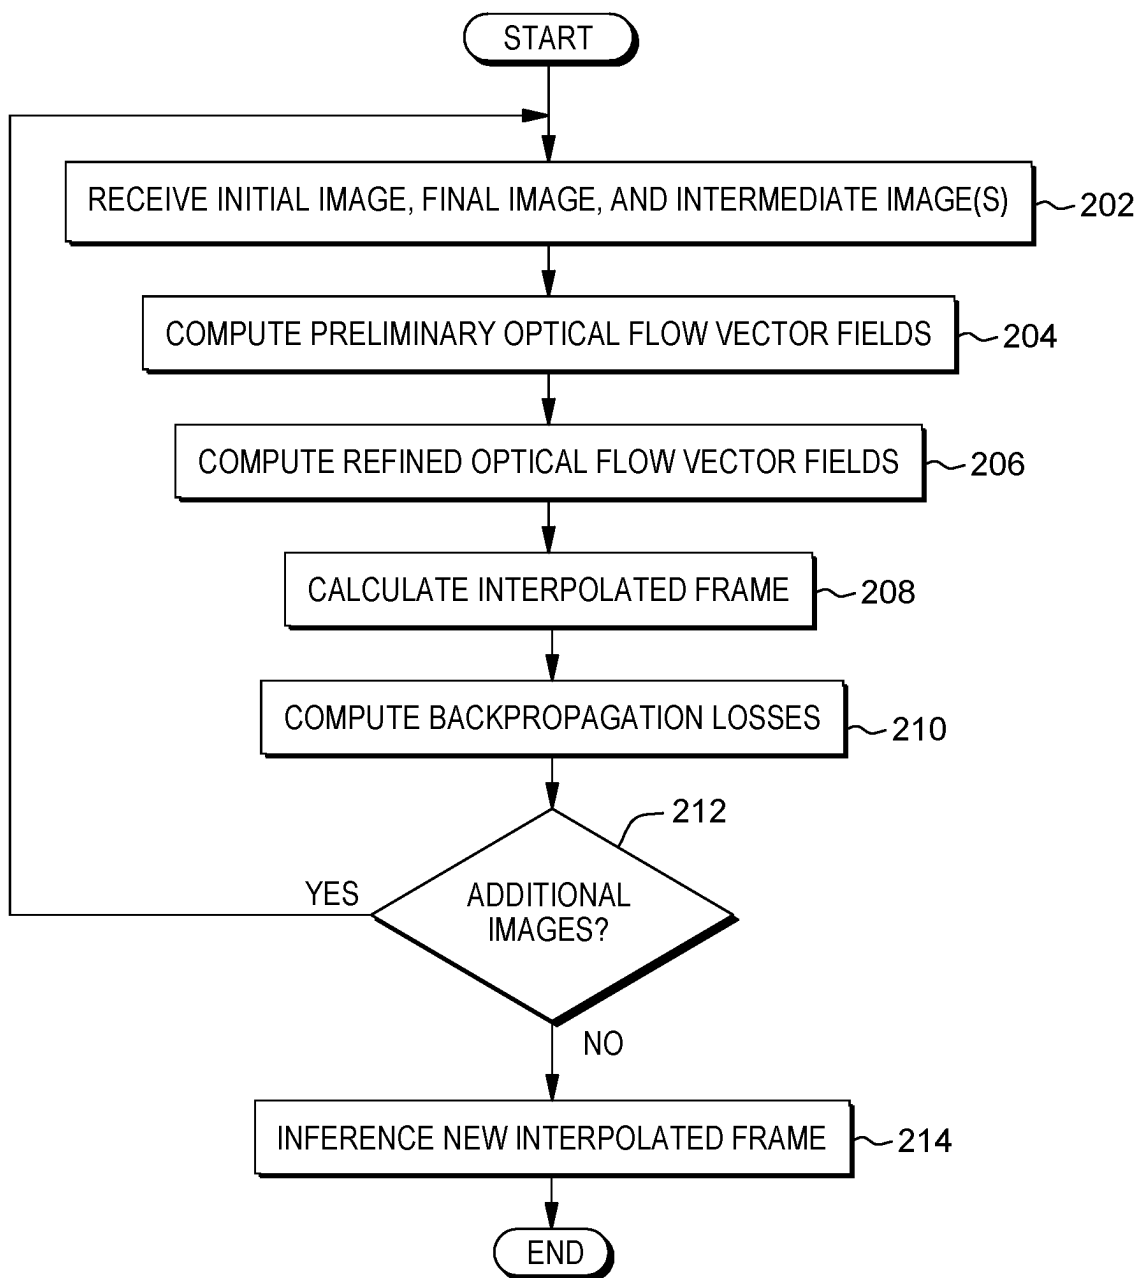 START
RECEIVE INITIAL IMAGE, FINAL IMAGE, AND INTERMEDIATE IMAGE(S)
202
COMPUTE PRELIMINARY OPTICAL FLOW VECTOR FIELDS
204
COMPUTE REFINED OPTICAL FLOW VECTOR FIELDS
206
CALCULATE INTERPOLATED FRAME
208
COMPUTE BACKPROPAGATION LOSSES
210
212
YES
ADDITIONAL
IMAGES?
NO
INFERENCE NEW INTERPOLATED FRAME
214
END